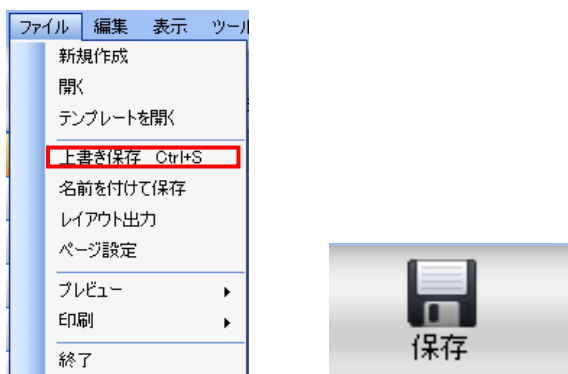 ファイル 編集 表示 ツール
新規作成
開く
テンプレートを開く
上書き保存 Ctrl+S
名前を付けて保存
レイアウト出力
ページ設定
プレビュー
印刷
終了
保存